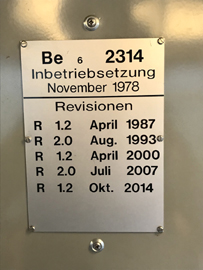 Be 6 2314
Inbetriebsetzung
November 1978
Revisionen
R 1.2 April 1987
R 2.0 Aug. 1993
R 1.2 April 2000
R 2.0 Juli 2007
R 1.2 Okt. 2014